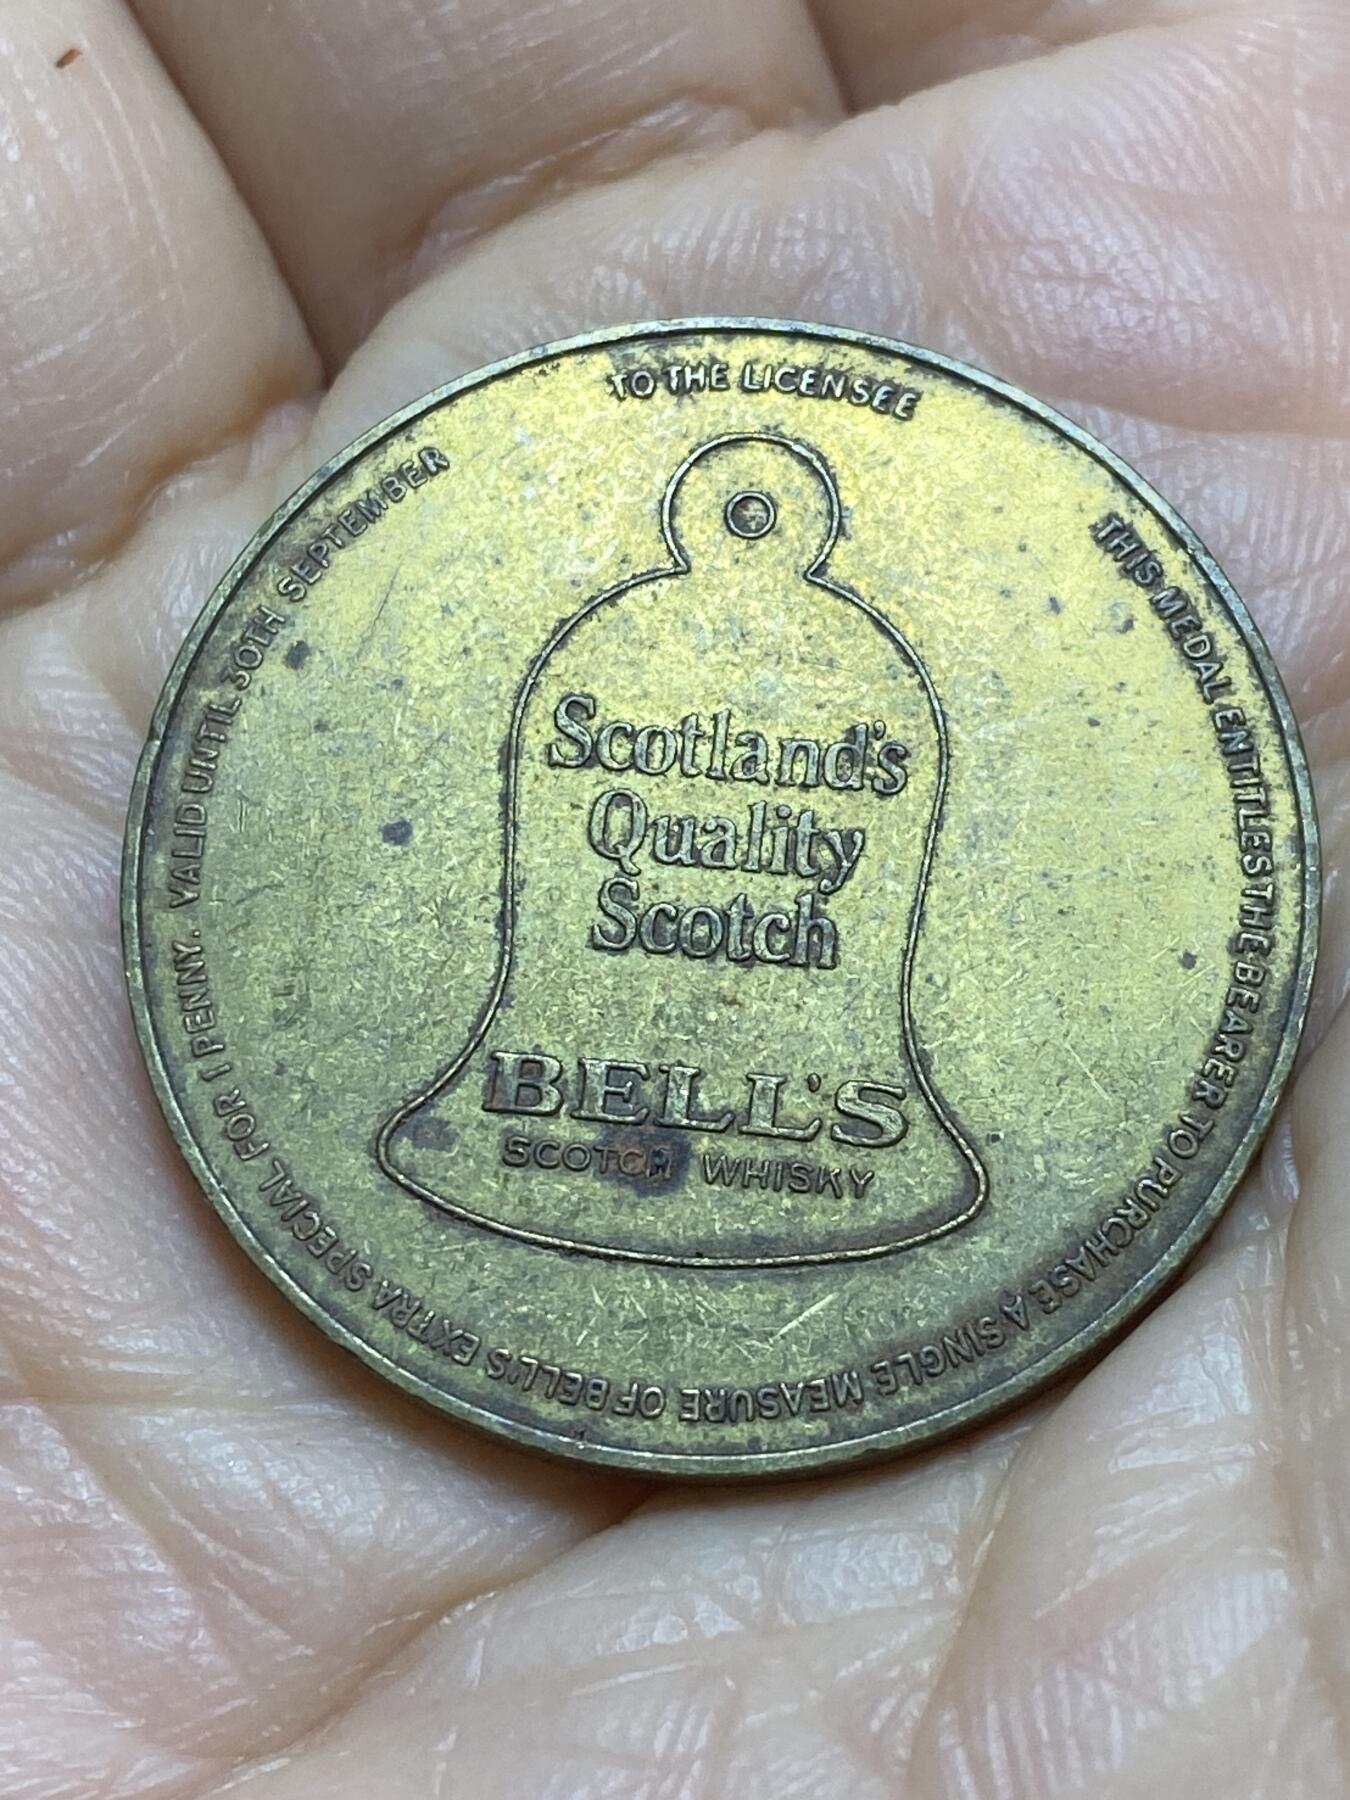 TO THE LICENSEE
THIS MEDAL ENTITLES THE BEARER TO PURCHASE A SINGLE MEASURE OF BELL'S EXTRA SPECIAL FOR 1 PENNY. VALID UNTIL 30TH SEPTEMBER
Scotland's
Quality
Scotch
BELL'S
SCOTCH WHISKY